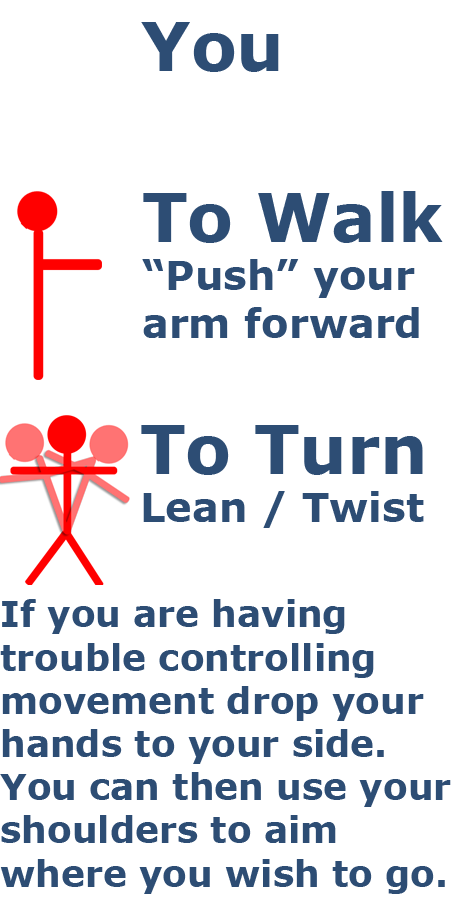 You
To Walk
“Push” your
arm forward
To Turn
Lean / Twist
If you are having
trouble controlling
movement drop your
hands to your side.
You can then use your
shoulders to aim
where you wish to go.